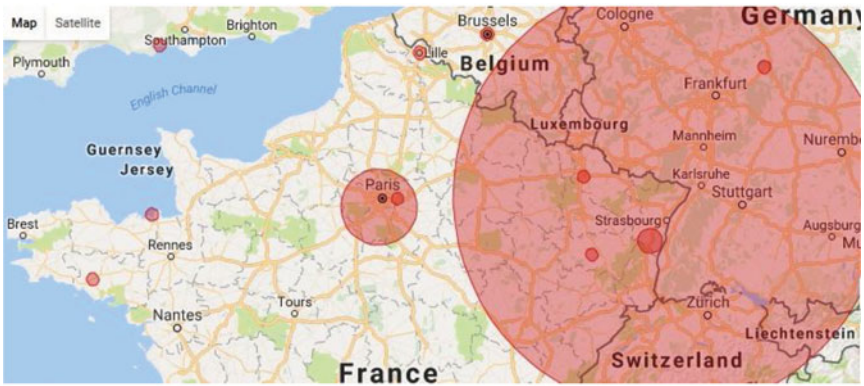 Map Satellite
Plymouth
Southampton
Brighton
Lille
Brussels
Cologne
Germany
English Channel
Belgium
Frankfurt
Guernsey
Jersey
Luxembourg
Mannheim
Nuremb
Karlsruhe
Paris
Stuttgart
Brest
Strasbourg
Augsburg
Mu
Rennes
Nantes
Tours
Zürich
Liechtenstein
France
Switzerland